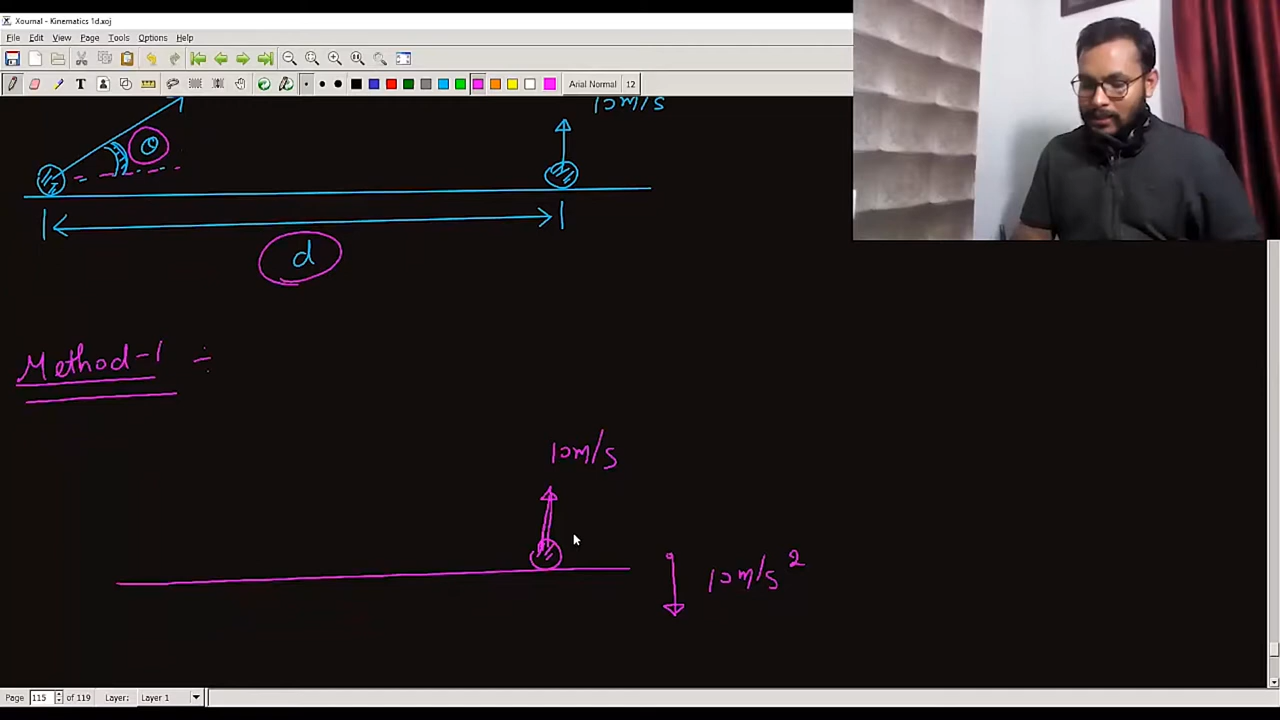 Xournal - Kinematics 1d.xoj
File Edit View Page Tools Options Help
T Arial Normal 12
10m/s
θ
d
Method-1 ÷
10m/s
10m/s²
Page 115 of 119 Layer: Layer 1